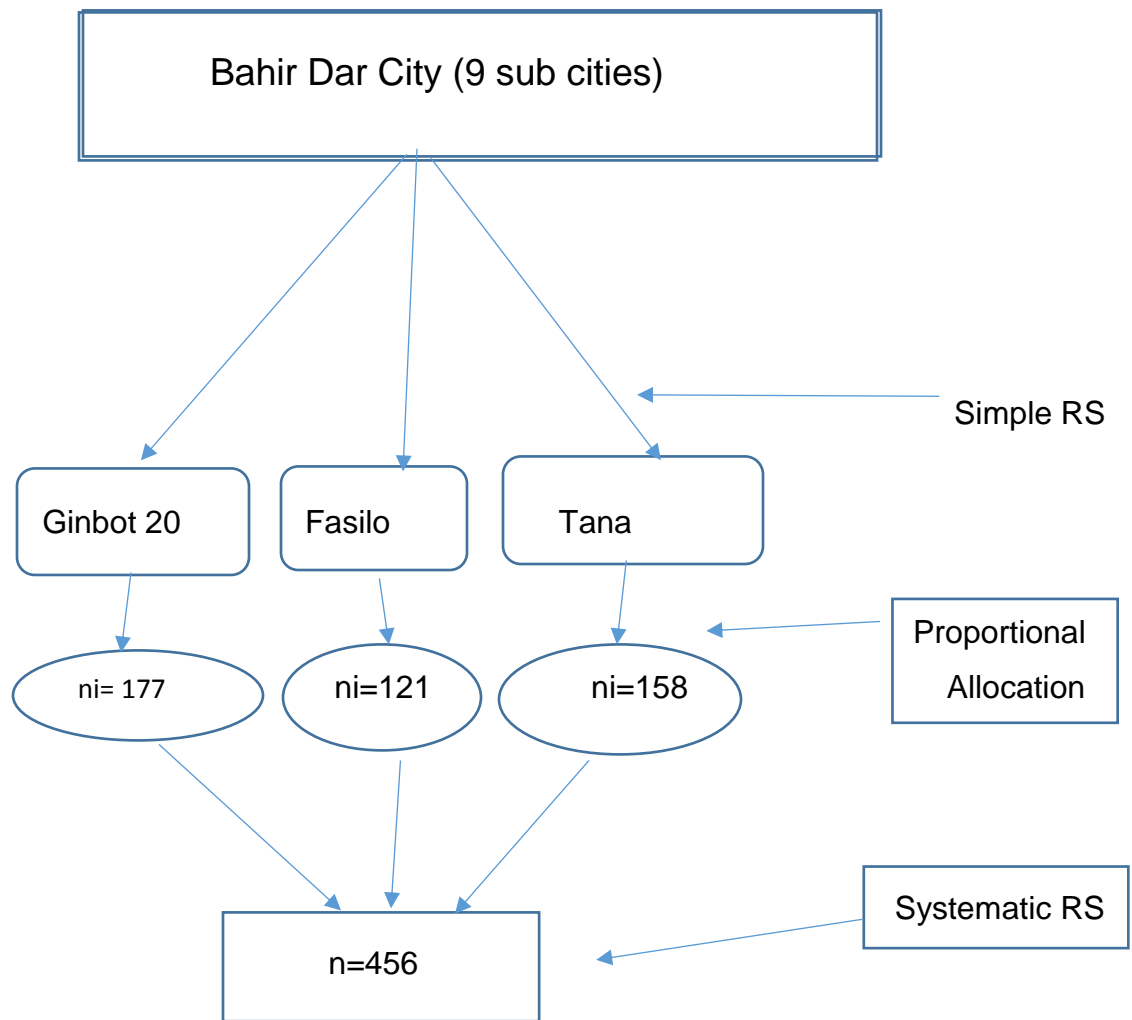 Bahir Dar City (9 sub cities)
Simple RS
Ginbot 20
Fasilo
Tana
ni= 177
ni=121
ni=158
Proportional
Allocation
n=456
Systematic RS